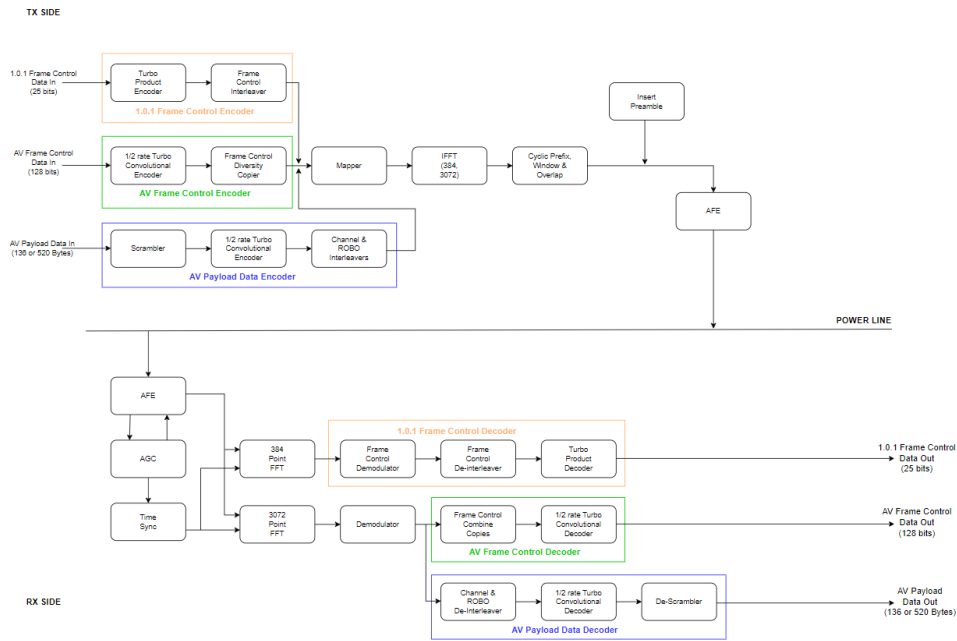 TX SIDE
1.0.1 Frame Control
Data In
(25 bits)
Turbo
Product
Encoder
Frame
Control
Interleaver
1.0.1 Frame Control Encoder
Insert
Preamble
AV Frame Control
Data In
(128 bits)
1/2 rate Turbo
Convolutional
Encoder
Frame Control
Diversity
Copier
AV Frame Control Encoder
Mapper
IFFT
(384,
3072)
Cyclic Prefix,
Window &
Overlap
AFE
AV Payload Data In
(136 or 520 Bytes)
Scrambler
1/2 rate Turbo
Convolutional
Encoder
Channel &
ROBO
Interleavers
AV Payload Data Encoder
POWER LINE
AFE
AGC
Time
Sync
384
Point
FFT
1.0.1 Frame Control Decoder
Frame
Control
Demodulator
Frame
Control
De-interleaver
Turbo
Product
Decoder
1.0.1 Frame Control
Data Out
(25 bits)
3072
Point
FFT
Demodulator
Frame Control
Combine
Copies
1/2 rate Turbo
Convolutional
Decoder
AV Frame Control Decoder
AV Frame Control
Data Out
(128 bits)
RX SIDE
Channel &
ROBO
De-Interleaver
1/2 rate Turbo
Convolutional
Decoder
De-Scrambler
AV Payload Data Decoder
AV Payload
Data Out
(136 or 520 Bytes)